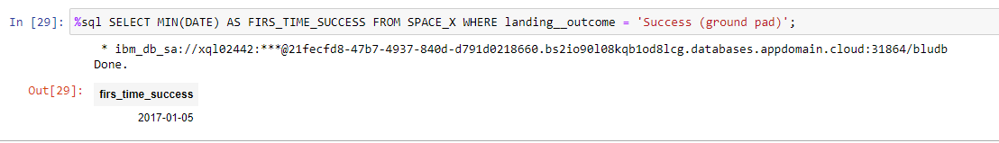 In [29]: %sql SELECT MIN(DATE) AS FIRS_TIME_SUCCESS FROM SPACE_X WHERE landing__outcome = 'Success (ground pad)';
* ibm_db_sa://xql02442:***@21fecfd8-47b7-4937-840d-d791d0218660.bs2io90l08kqb1od8lcg.databases.appdomain.cloud:31864/bludb
Done.
Out[29]: firs_time_success
2017-01-05